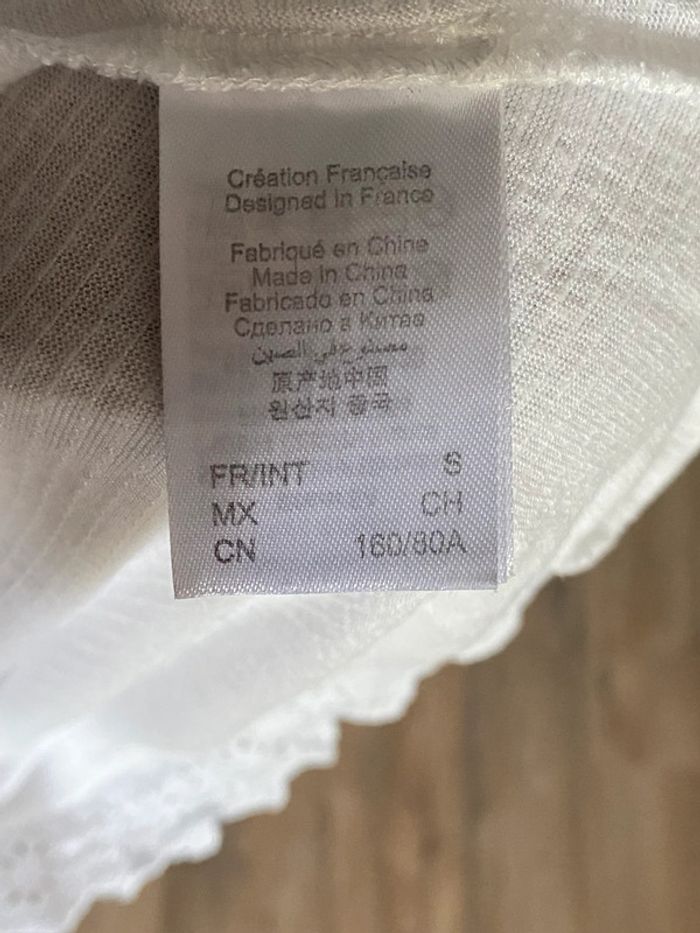 Création Française
Designed in France
Fabriqué en Chine
Made in China
Fabricado en China
Сделано в Китае
مصنوع في الصين
原产地中国
원산지 중국
FR/INT S
MX CH
CN 160/80A